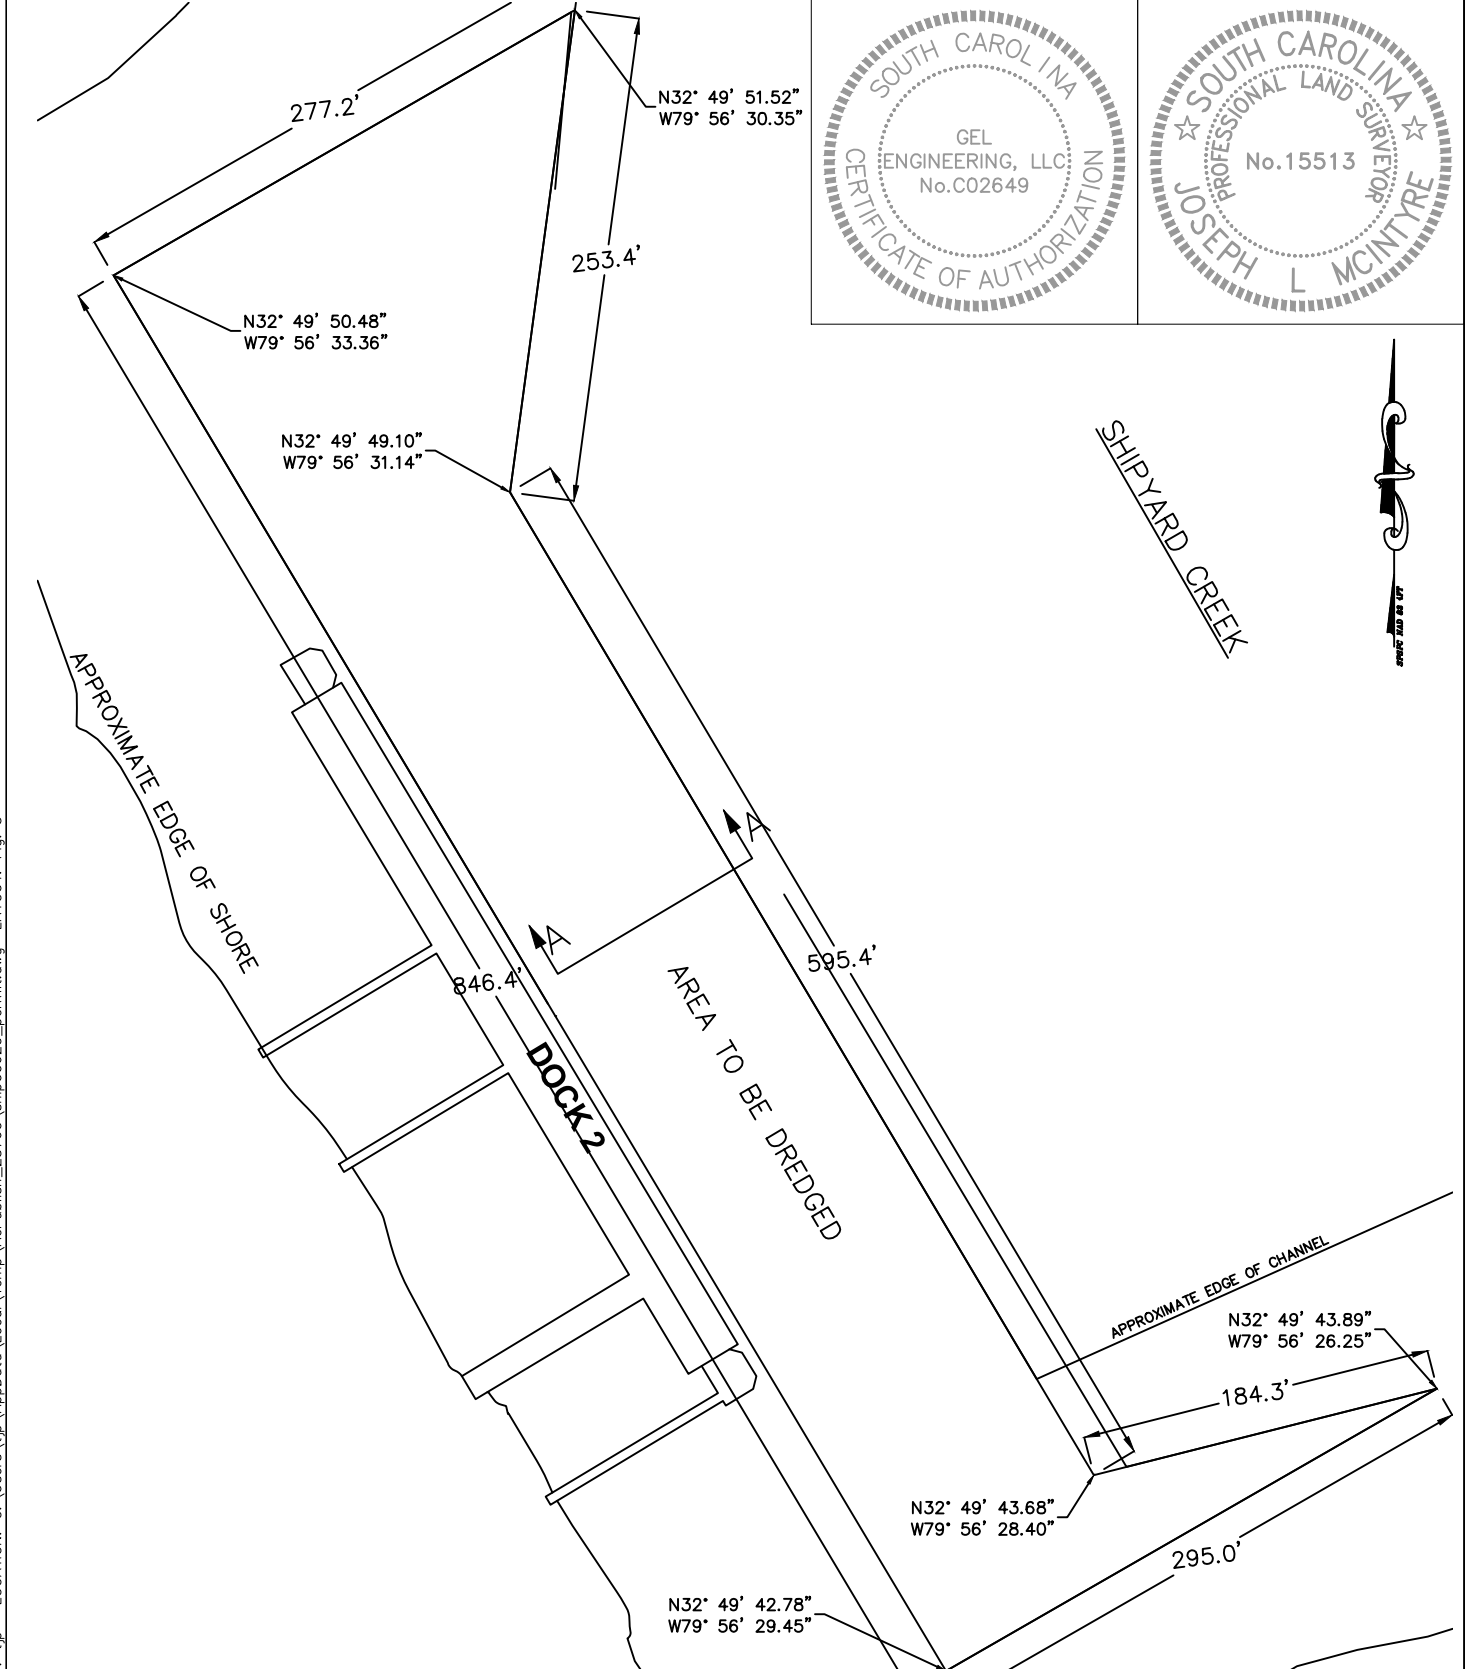 277.2'
N32° 49' 51.52"
W79° 56' 30.35"
SOUTH CAROLINA
GEL
ENGINEERING, LLC
No.C02649
CERTIFICATE OF AUTHORIZATION
SOUTH CAROLINA
PROFESSIONAL LAND SURVEYOR
No.15513
JOSEPH L MCINTYRE
253.4'
N32° 49' 50.48"
W79° 56' 33.36"
N32° 49' 49.10"
W79° 56' 31.14"
SHIPYARD CREEK
APPROXIMATE EDGE OF SHORE
A
A
846.4'
595.4'
DOCK 2
AREA TO BE DREDGED
APPROXIMATE EDGE OF CHANNEL
N32° 49' 43.89"
W79° 56' 26.25"
184.3'
N32° 49' 43.68"
W79° 56' 28.40"
295.0'
N32° 49' 42.78"
W79° 56' 29.45"